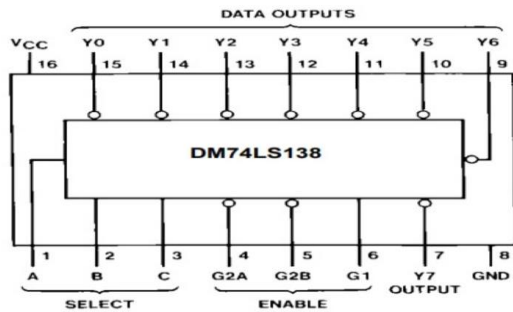 DATA OUTPUTS
VCC Y0 Y1 Y2 Y3 Y4 Y5 Y6
16 15 14 13 12 11 10 9
DM74LS138
1 2 3 4 5 6 7 8
A B C G2A G2B G1 Y7 GND
OUTPUT
SELECT ENABLE